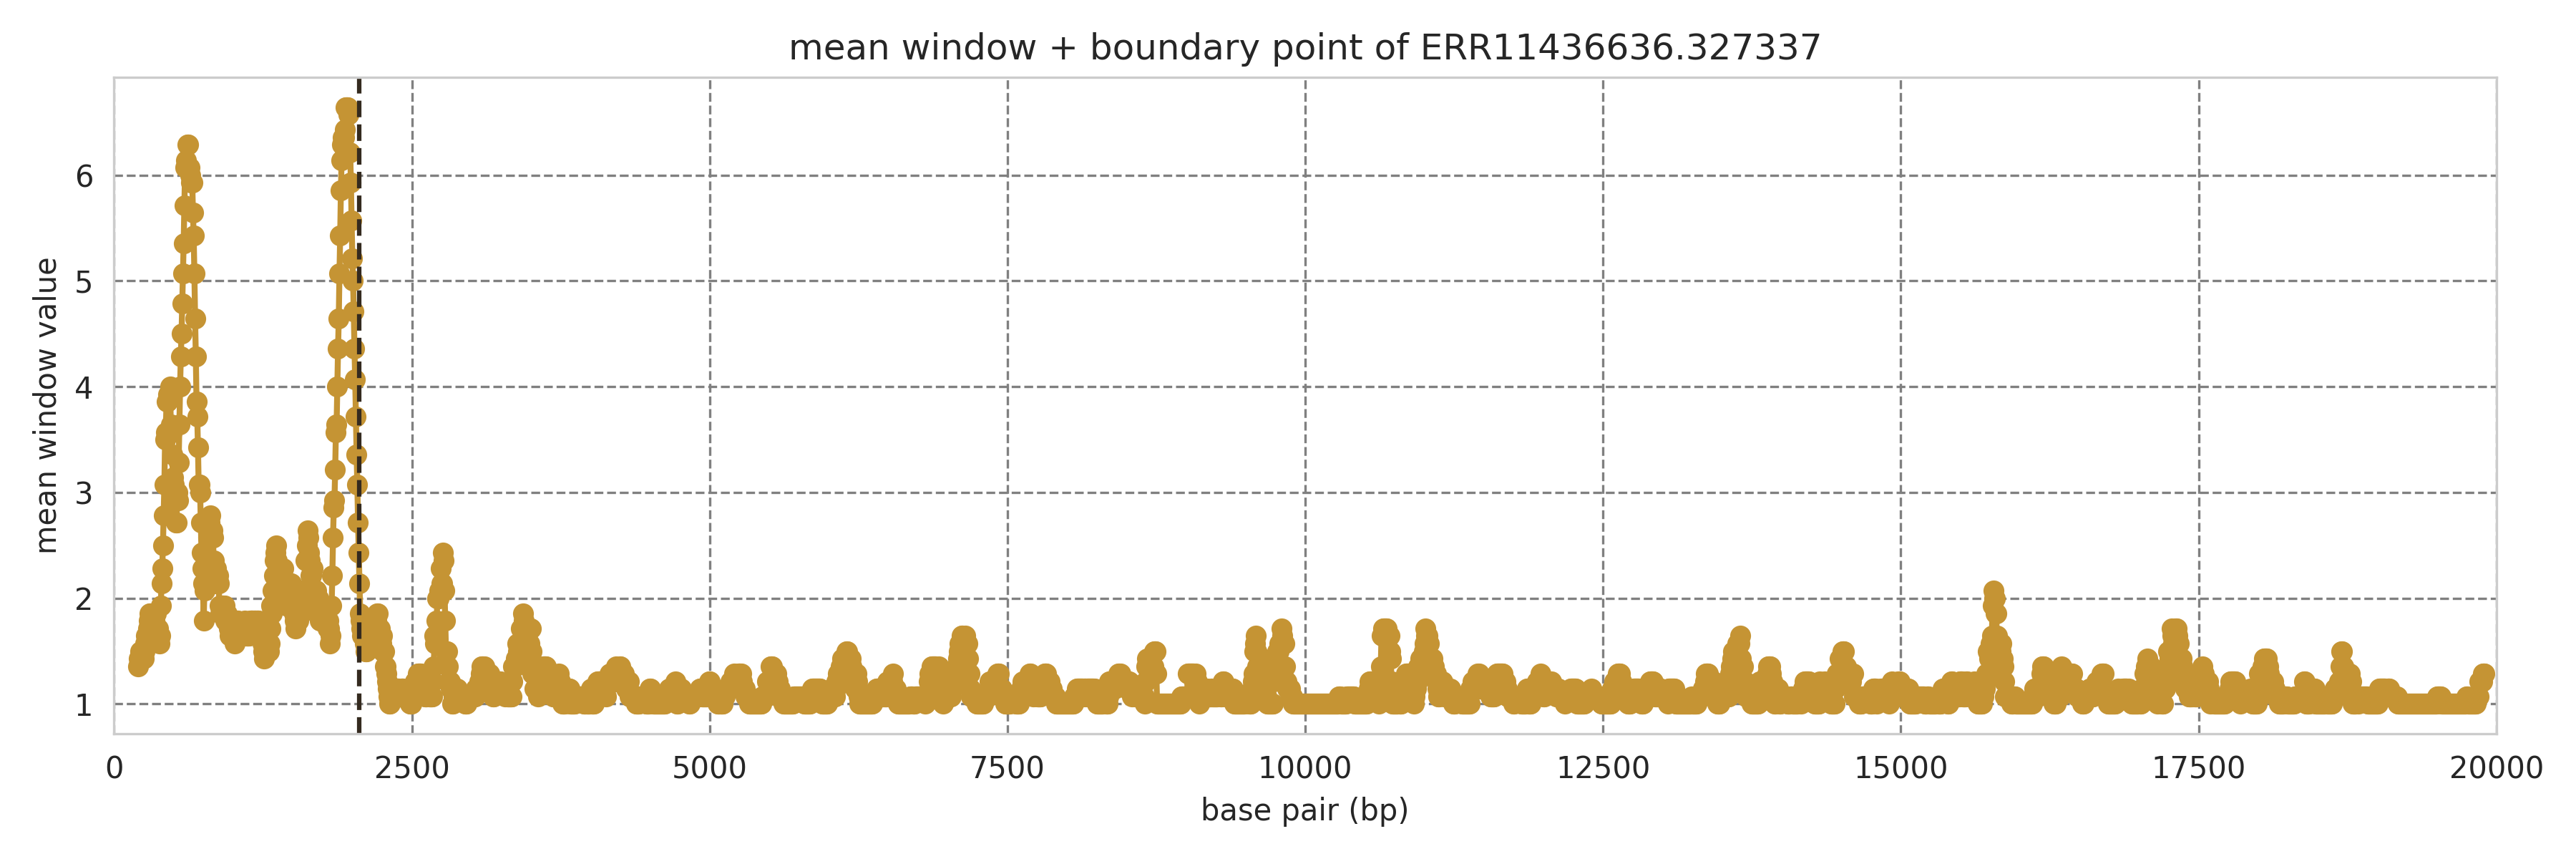 mean window + boundary point of ERR11436636.327337
mean window value
6
5
4
3
2
1
0 2500 5000 7500 10000 12500 15000 17500 20000
base pair (bp)